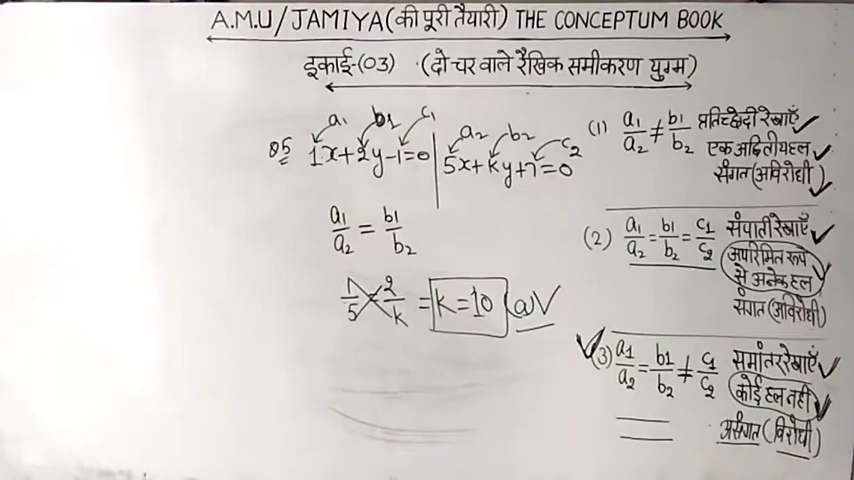 A.M.U/JAMIYA(की पूरी तैयारी) THE CONCEPTUM BOOK
इकाई-(03) (दो चर वाले रैखिक समीकरण युग्म)
a1 b1 c1
Q5 1x+2y-1=0 | 5x+ky+7=0
a2 b2 c2
a1/a2 = b1/b2
1/5 = 2/k = K=10 (a)
(1) a1/a2 ≠ b1/b2 प्रतिच्छेदी रेखाएँ
एक अद्वितीय हल
संगत (अविरोधी)
(2) a1/a2 = b1/b2 = c1/c2 संपाती रेखाएँ
अपरिमित रूप
से अनेक हल
संगत (अविरोधी)
(3) a1/a2 = b1/b2 ≠ c1/c2 समांतर रेखाएँ
कोई हल नही
असंगत (विरोधी)